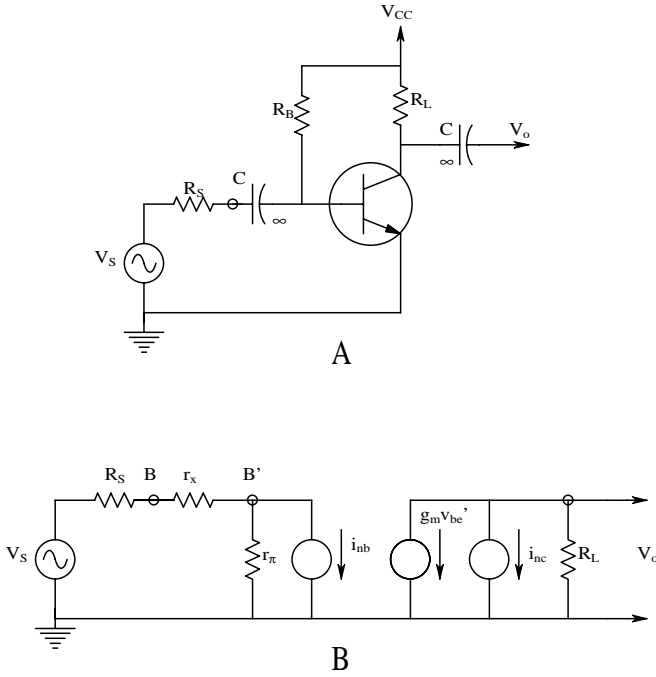 V_CC
R_B
R_L
C
V_o
∞
R_S
C
∞
V_S
A
R_S B r_x B'
g_m v_be'
V_S
r_π
i_nb
i_nc
R_L
V_o
B